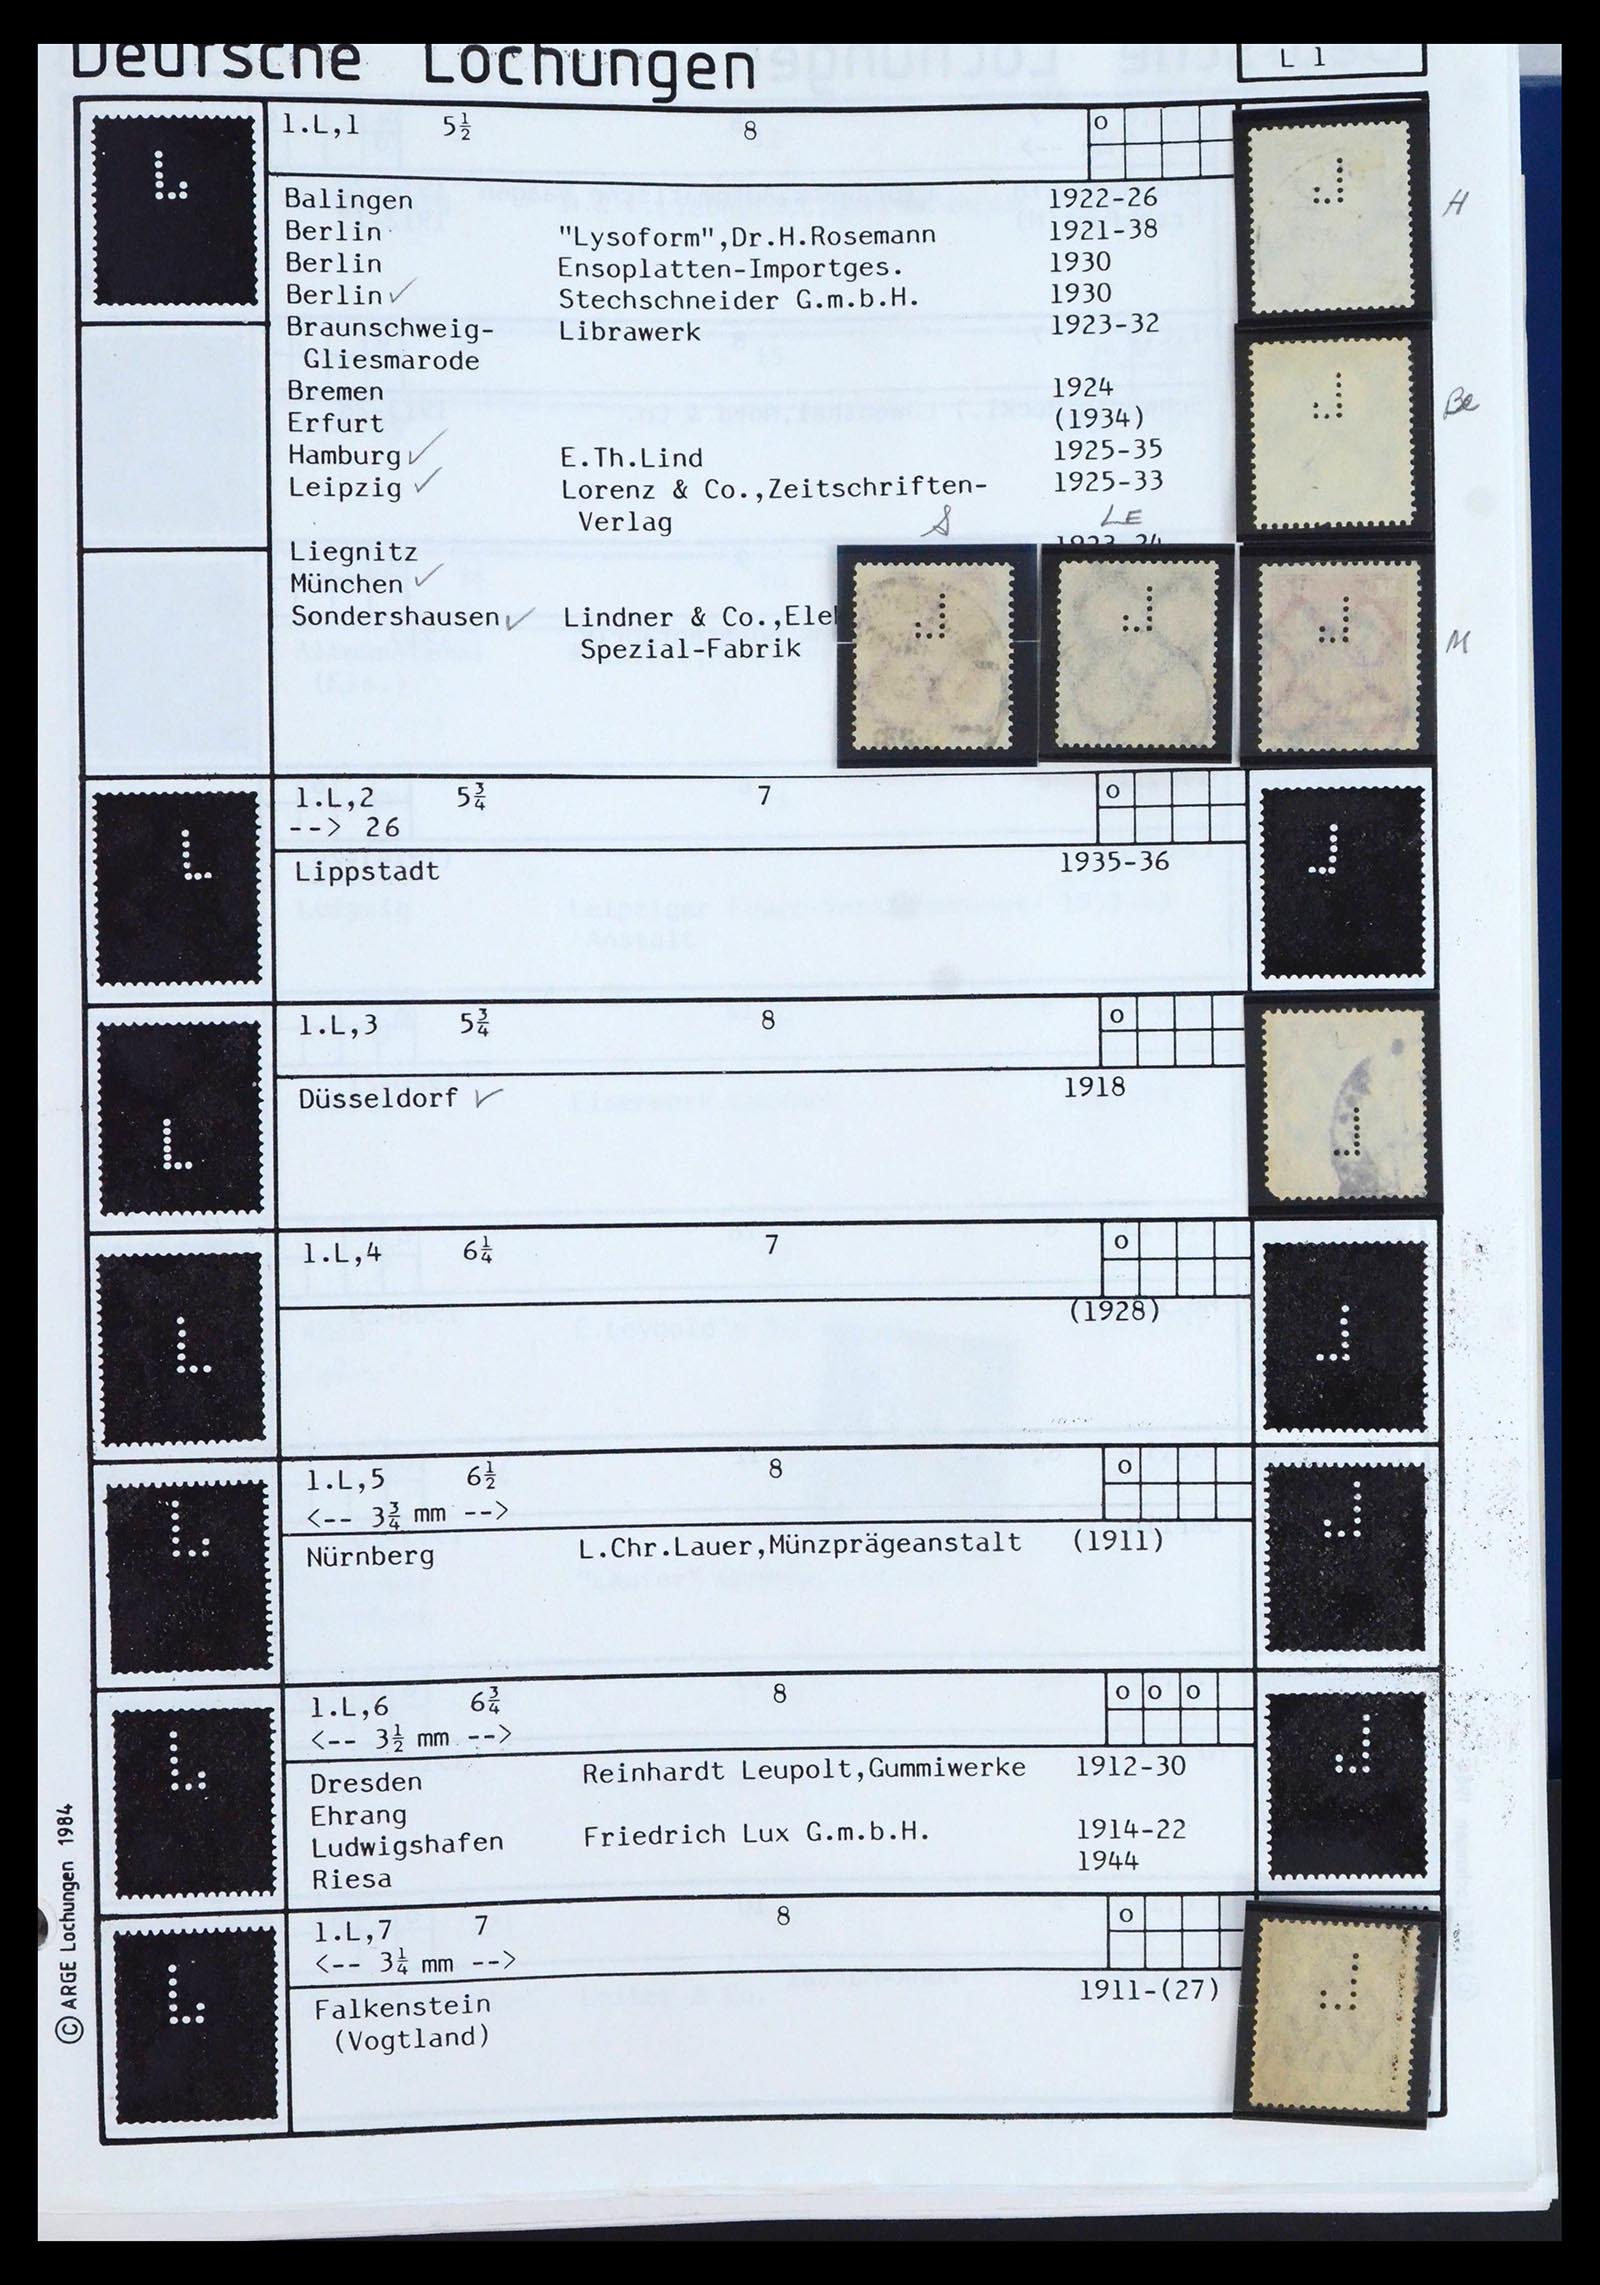 Deutsche Lochungen
L 1
1.L,1 5½ 8 o
Balingen 1922-26
Berlin "Lysoform",Dr.H.Rosemann 1921-38
Berlin Ensoplatten-Importges. 1930
Berlin✓ Stechschneider G.m.b.H. 1930
Braunschweig- Librawerk 1923-32
Gliesmarode
Bremen 1924
Erfurt (1934)
Hamburg✓ E.Th.Lind 1925-35
Leipzig ✓ Lorenz & Co.,Zeitschriften- 1925-33
Verlag
Liegnitz 1923-24
München ✓
Sondershausen✓ Lindner & Co.,Ele
Spezial-Fabrik
H
Be
S LE
M
1.L,2 5¾ 7 o
--> 26
Lippstadt 1935-36
1.L,3 5¾ 8 o
Düsseldorf ✓ 1918
1.L,4 6¼ 7 o
(1928)
1.L,5 6½ 8 o
<-- 3¾ mm -->
Nürnberg L.Chr.Lauer,Münzprägeanstalt (1911)
1.L,6 6¾ 8 o o o
<-- 3½ mm -->
Dresden Reinhardt Leupolt,Gummiwerke 1912-30
Ehrang
Ludwigshafen Friedrich Lux G.m.b.H. 1914-22
Riesa 1944
1.L,7 7 8 o
<-- 3¼ mm -->
Falkenstein 1911-(27)
(Vogtland)
© ARGE Lochungen 1984